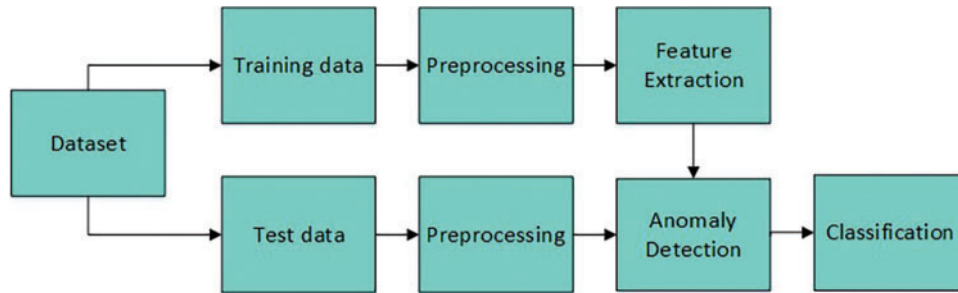 Dataset
Training data
Preprocessing
Feature
Extraction
Test data
Preprocessing
Anomaly
Detection
Classification